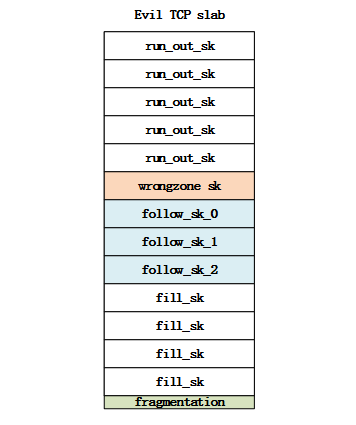 Evil TCP slab
run_out_sk
run_out_sk
run_out_sk
run_out_sk
run_out_sk
wrongzone sk
follow_sk_0
follow_sk_1
follow_sk_2
fill_sk
fill_sk
fill_sk
fill_sk
fragmentation